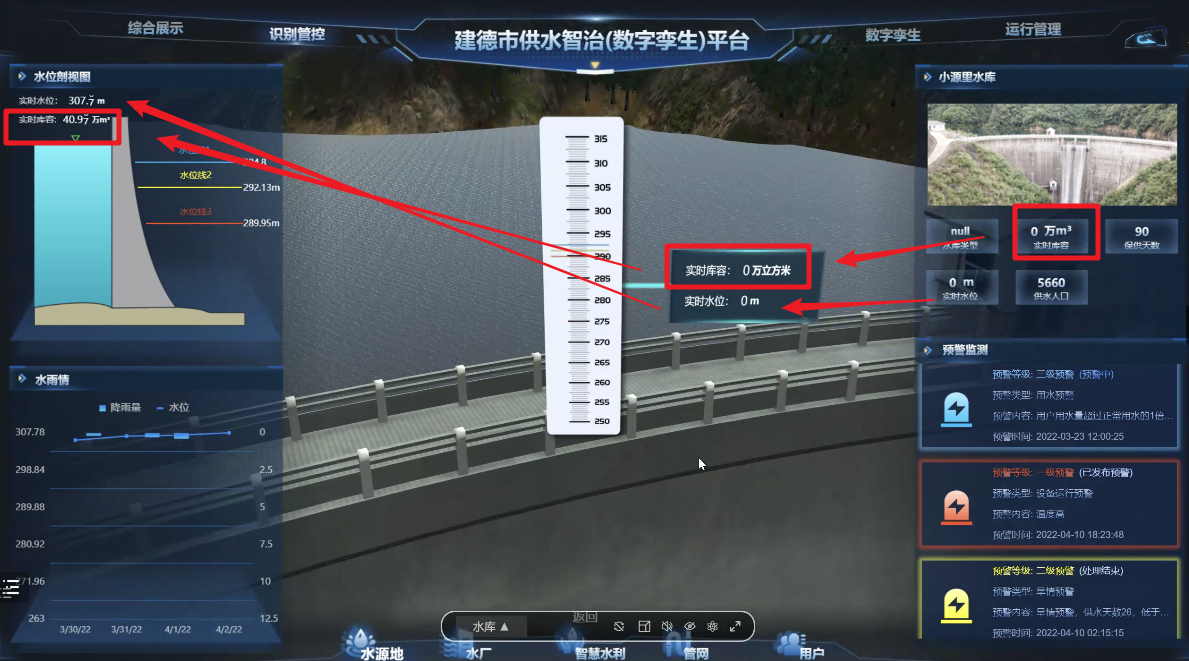 综合展示
识别管控
建德市供水智治(数字孪生)平台
数字孪生
运行管理
水位剖视图
实时水位: 307.7 m
实时库容: 40.97 万m³
水位线2
292.13m
水位线3
289.95m
水雨情
降雨量 水位
307.78 0
298.84 2.5
289.88 5
280.92 7.5
271.96 10
263 12.5
3/30/22 3/31/22 4/1/22 4/2/22
315
310
305
300
295
290
285
280
275
270
265
260
255
250
实时库容: 0 万立方米
实时水位: 0 m
小源里水库
null
水库类型
0 万m³
实时库容
90
保供天数
0 m
实时水位
5660
供水人口
预警监测
预警等级: 三级预警 (预警中)
预警类型: 用水预警
预警内容: 用户用水量超过正常用水的1倍...
预警时间: 2022-03-23 12:00:25
预警等级: 一级预警 (已发布预警)
预警类型: 设备运行预警
预警内容: 温度高
预警时间: 2022-04-10 18:23:48
预警等级: 二级预警 (处理结束)
预警类型: 旱情预警
预警内容: 旱情预警, 供水天数26, 低于...
预警时间: 2022-04-10 02:15:15
水库 ▲
返回
水源地
水厂
智慧水利
管网
用户